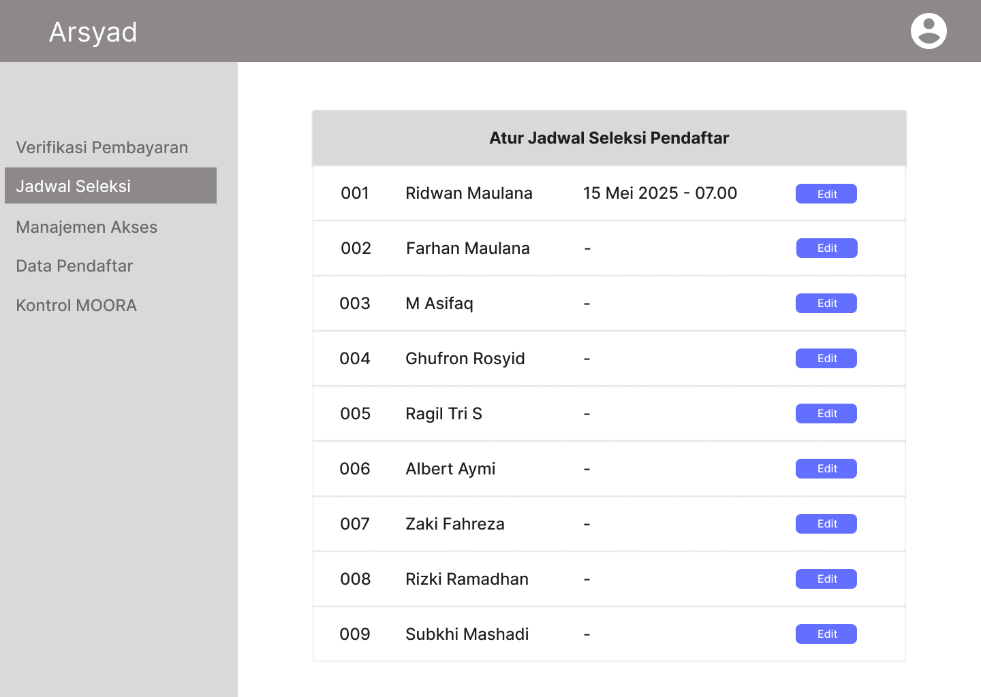 Arsyad
Verifikasi Pembayaran
Jadwal Seleksi
Manajemen Akses
Data Pendaftar
Kontrol MOORA
Atur Jadwal Seleksi Pendaftar
001 Ridwan Maulana 15 Mei 2025 - 07.00 Edit
002 Farhan Maulana - Edit
003 M Asifaq - Edit
004 Ghufron Rosyid - Edit
005 Ragil Tri S - Edit
006 Albert Aymi - Edit
007 Zaki Fahreza - Edit
008 Rizki Ramadhan - Edit
009 Subkhi Mashadi - Edit